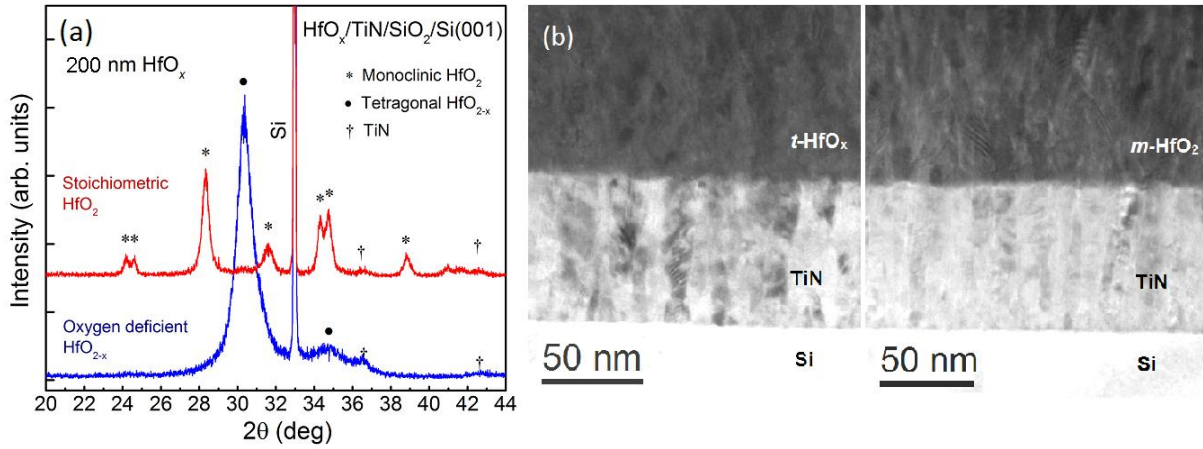 (a)
HfOₓ/TiN/SiO₂/Si(001)
200 nm HfOₓ
* Monoclinic HfO₂
● Tetragonal HfO₂₋ₓ
† TiN
Si
Stoichiometric
HfO₂
Oxygen deficient
HfO₂₋ₓ
* * * * * * *
† †
● ●
† †
Intensity (arb. units)
20 22 24 26 28 30 32 34 36 38 40 42 44
2θ (deg)
(b)
t-HfOₓ
TiN
Si
50 nm
m-HfO₂
TiN
Si
50 nm